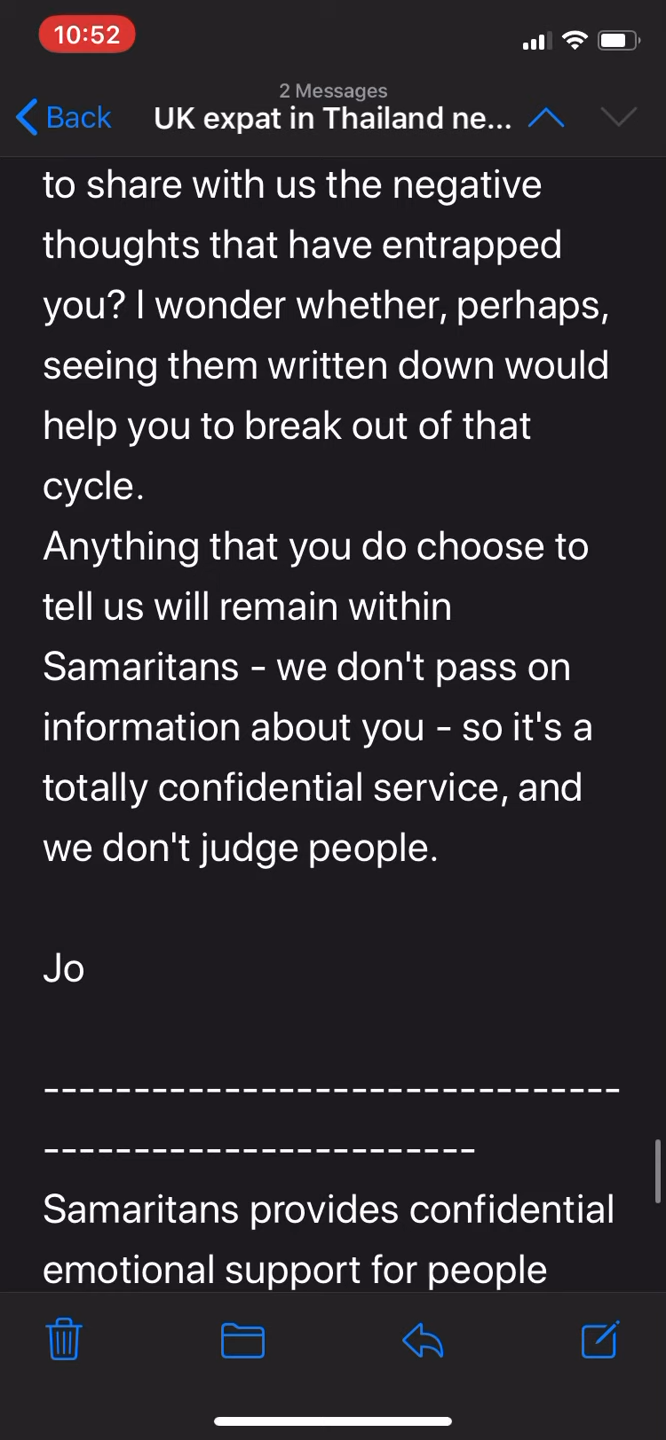 10:52
2 Messages
Back
UK expat in Thailand ne...
to share with us the negative
thoughts that have entrapped
you? I wonder whether, perhaps,
seeing them written down would
help you to break out of that
cycle.
Anything that you do choose to
tell us will remain within
Samaritans - we don't pass on
information about you - so it's a
totally confidential service, and
we don't judge people.
Jo
--------------------------------
------------------------
Samaritans provides confidential
emotional support for people